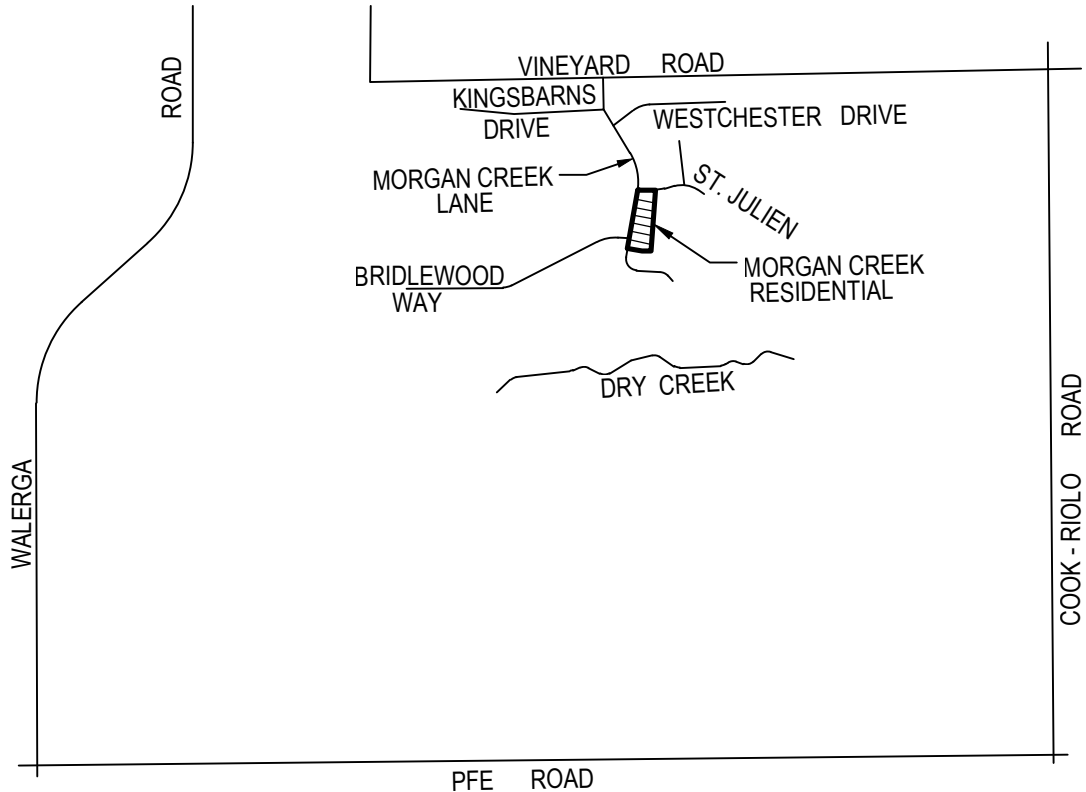 ROAD
VINEYARD ROAD
KINGSBARNS
DRIVE
WESTCHESTER DRIVE
MORGAN CREEK
LANE
ST. JULIEN
BRIDLEWOOD
WAY
MORGAN CREEK
RESIDENTIAL
DRY CREEK
WALERGA
COOK - RIOLO ROAD
PFE ROAD